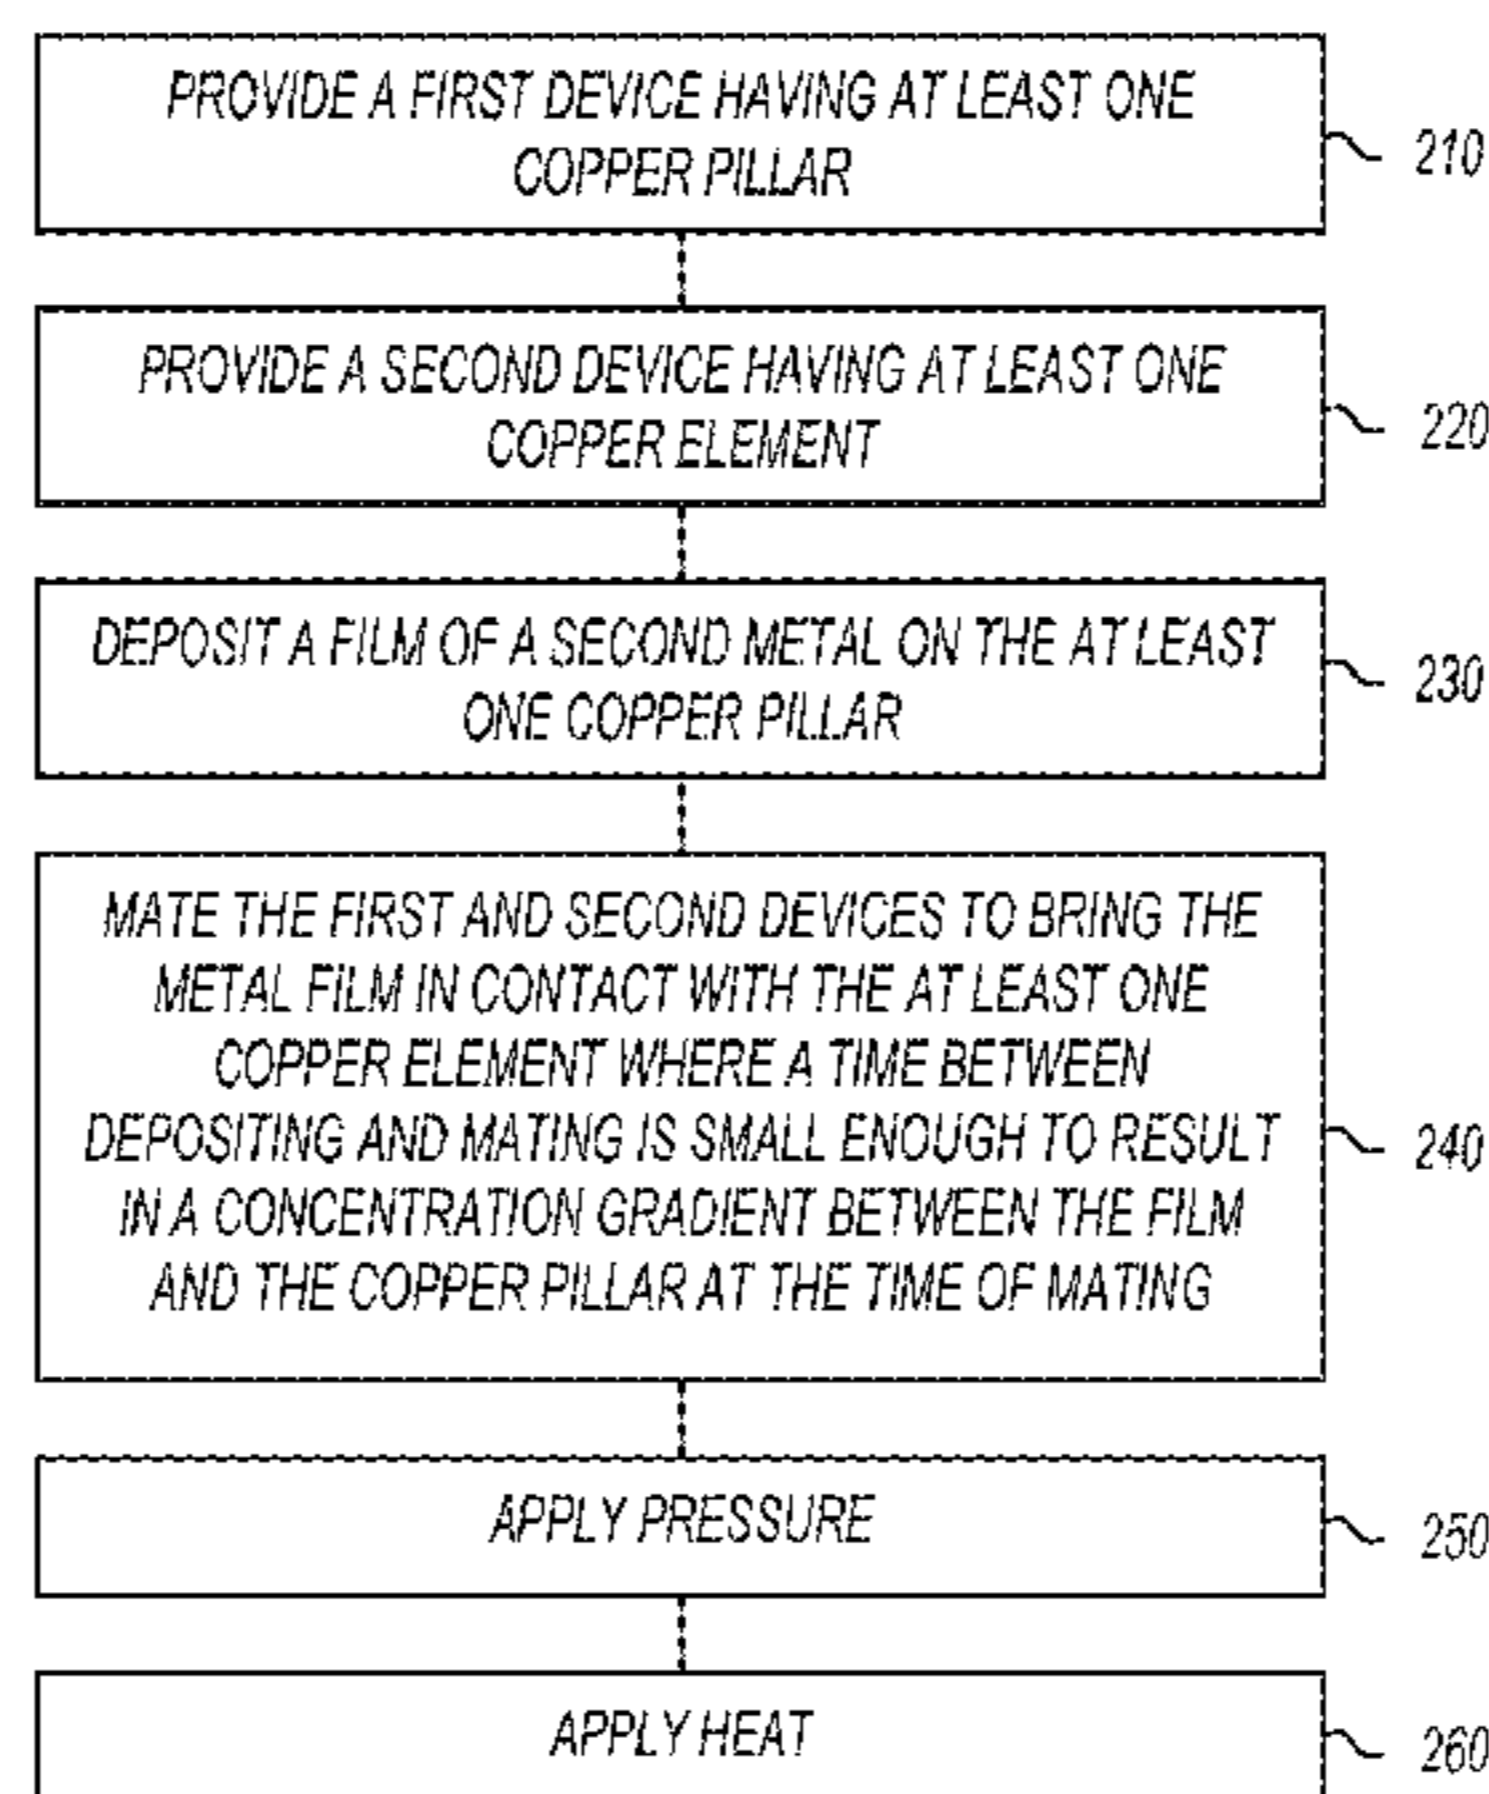 PROVIDE A FIRST DEVICE HAVING AT LEAST ONE
COPPER PILLAR
210
PROVIDE A SECOND DEVICE HAVING AT LEAST ONE
COPPER ELEMENT
220
DEPOSIT A FILM OF A SECOND METAL ON THE AT LEAST
ONE COPPER PILLAR
230
MATE THE FIRST AND SECOND DEVICES TO BRING THE
METAL FILM IN CONTACT WITH THE AT LEAST ONE
COPPER ELEMENT WHERE A TIME BETWEEN
DEPOSITING AND MATING IS SMALL ENOUGH TO RESULT
IN A CONCENTRATION GRADIENT BETWEEN THE FILM
AND THE COPPER PILLAR AT THE TIME OF MATING
240
APPLY PRESSURE
250
APPLY HEAT
260